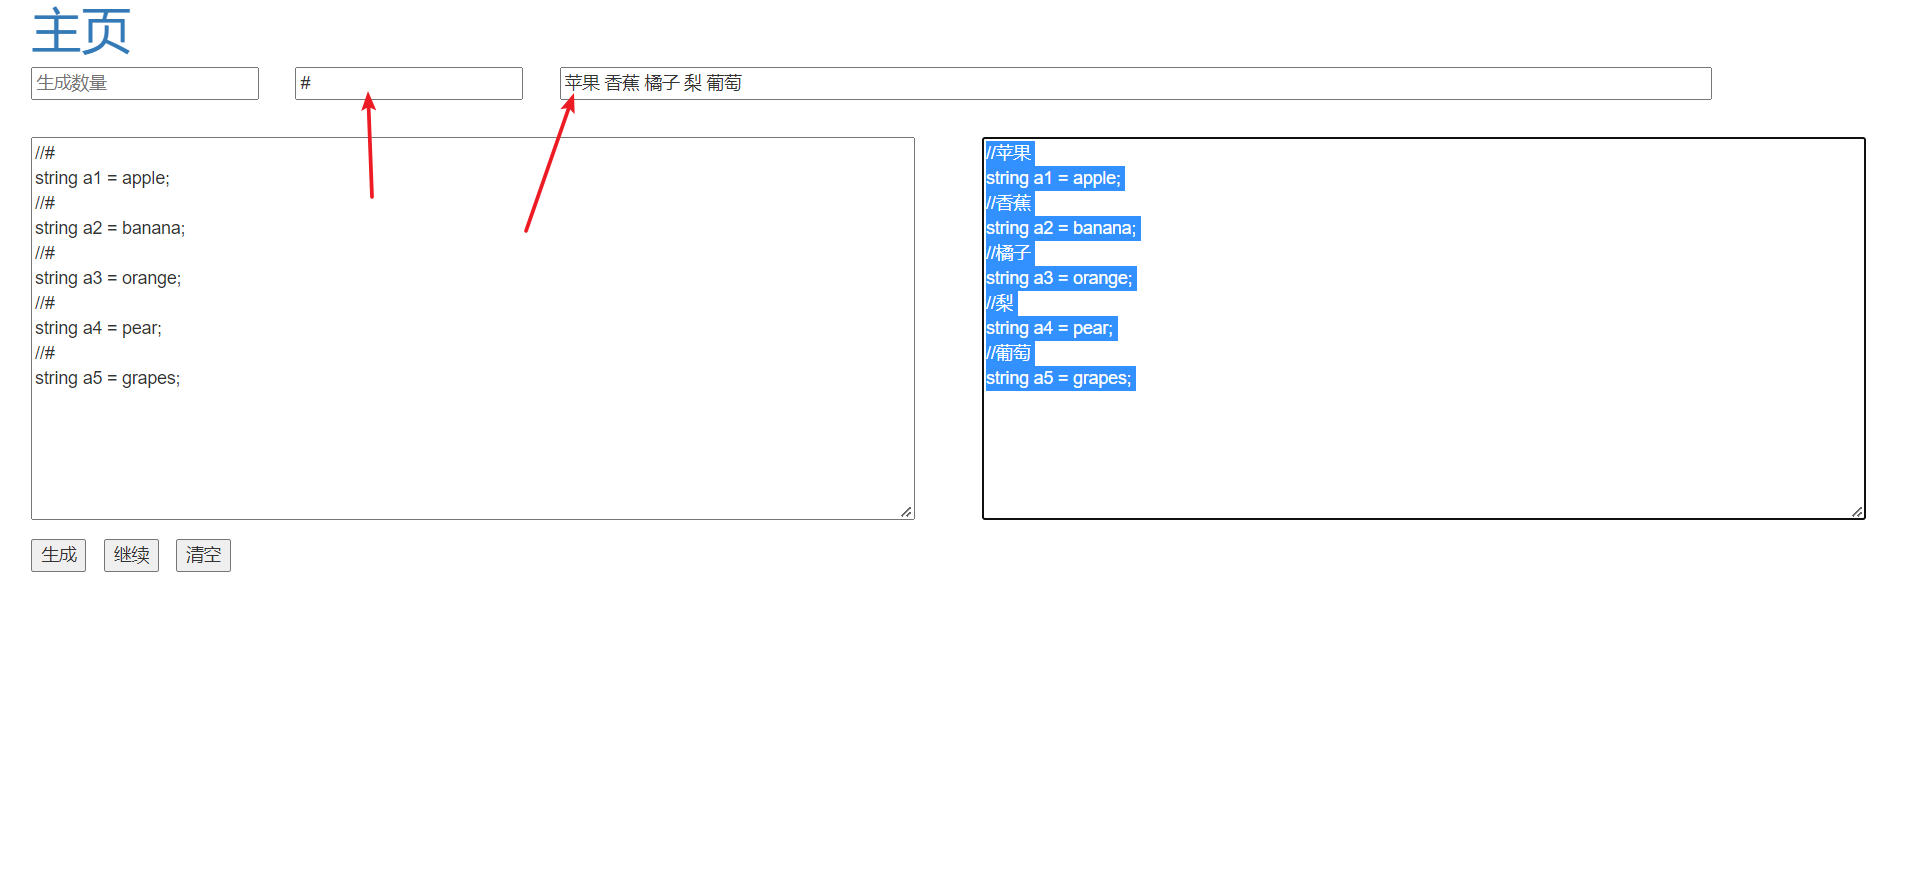 主页
生成数量 # 苹果 香蕉 橘子 梨 葡萄
//#
string a1 = apple;
//#
string a2 = banana;
//#
string a3 = orange;
//#
string a4 = pear;
//#
string a5 = grapes;
//苹果
string a1 = apple;
//香蕉
string a2 = banana;
//橘子
string a3 = orange;
//梨
string a4 = pear;
//葡萄
string a5 = grapes;
生成 继续 清空